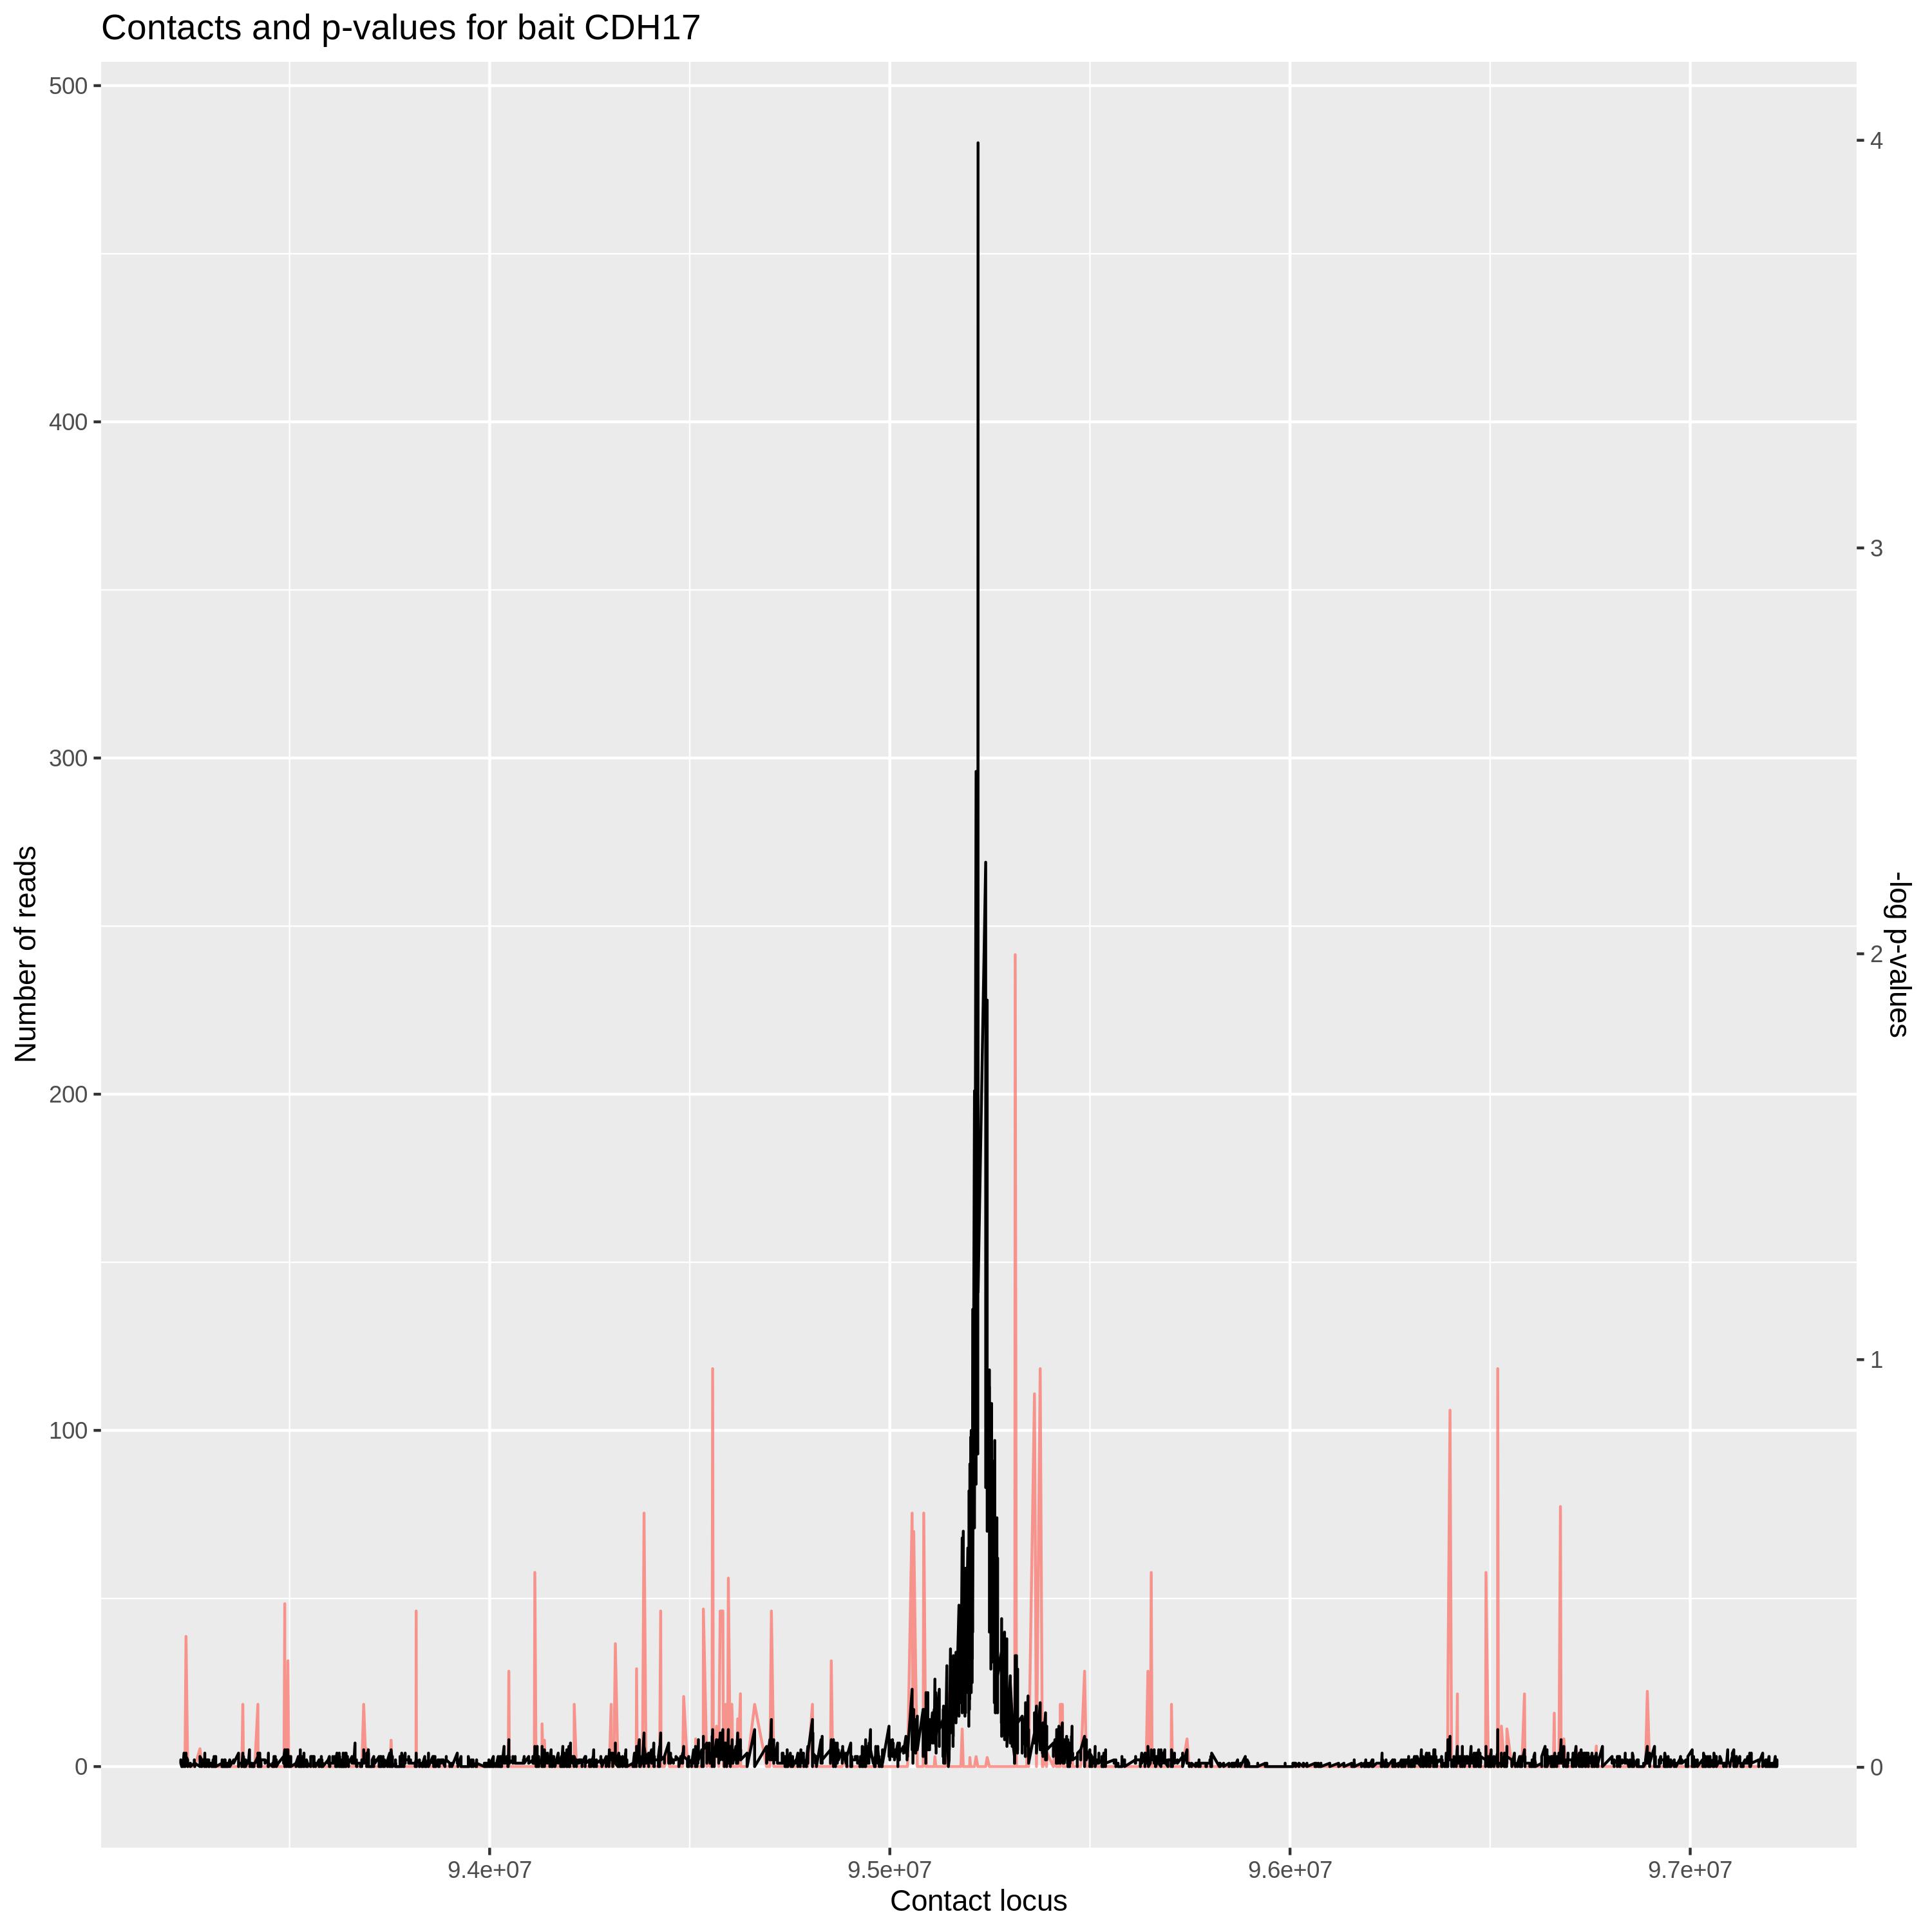 Contacts and p-values for bait CDH17
500
400
300
200
100
0
Number of reads
4
3
2
1
0
-log p-values
9.4e+07
9.5e+07
9.6e+07
9.7e+07
Contact locus